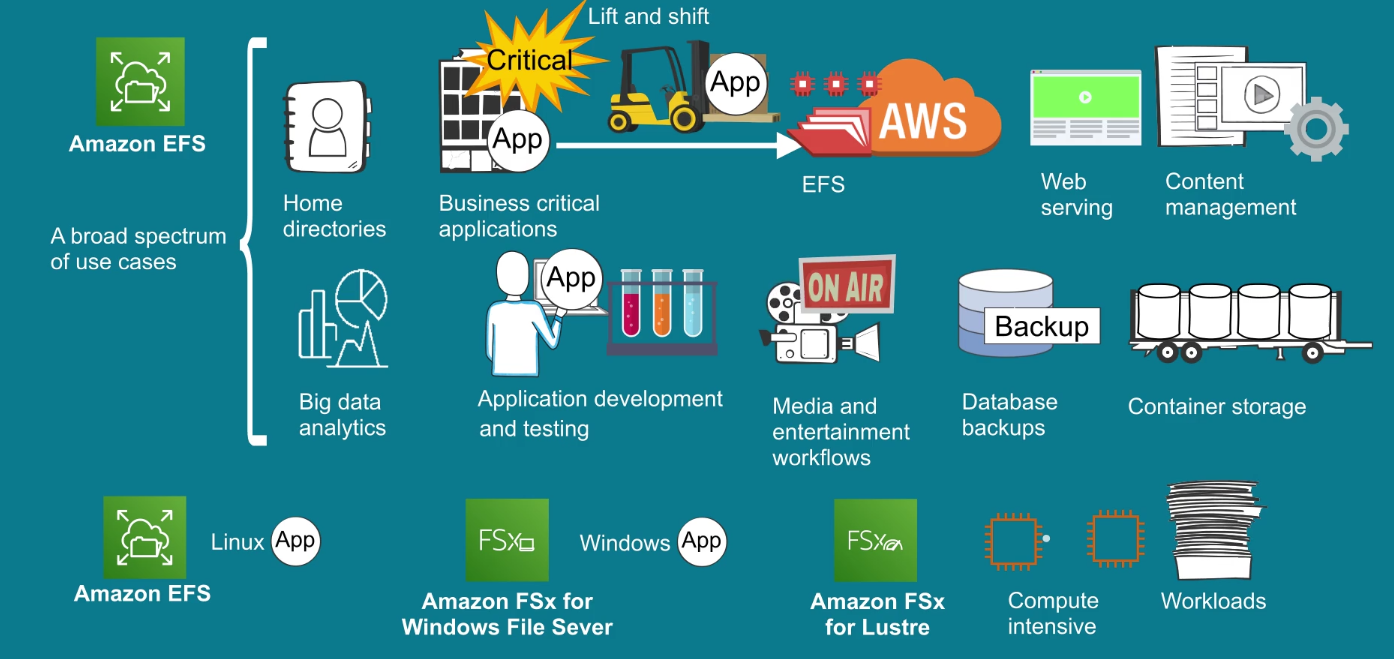 Lift and shift
Critical
App
App
AWS
Amazon EFS
EFS
Web
serving
Content
management
Home
directories
Business critical
applications
A broad spectrum
of use cases
App
ON AIR
Backup
Big data
analytics
Application development
and testing
Media and
entertainment
workflows
Database
backups
Container storage
Linux App
Amazon EFS
FSx
Windows App
Amazon FSx for
Windows File Sever
FSx
Amazon FSx
for Lustre
Compute
intensive
Workloads